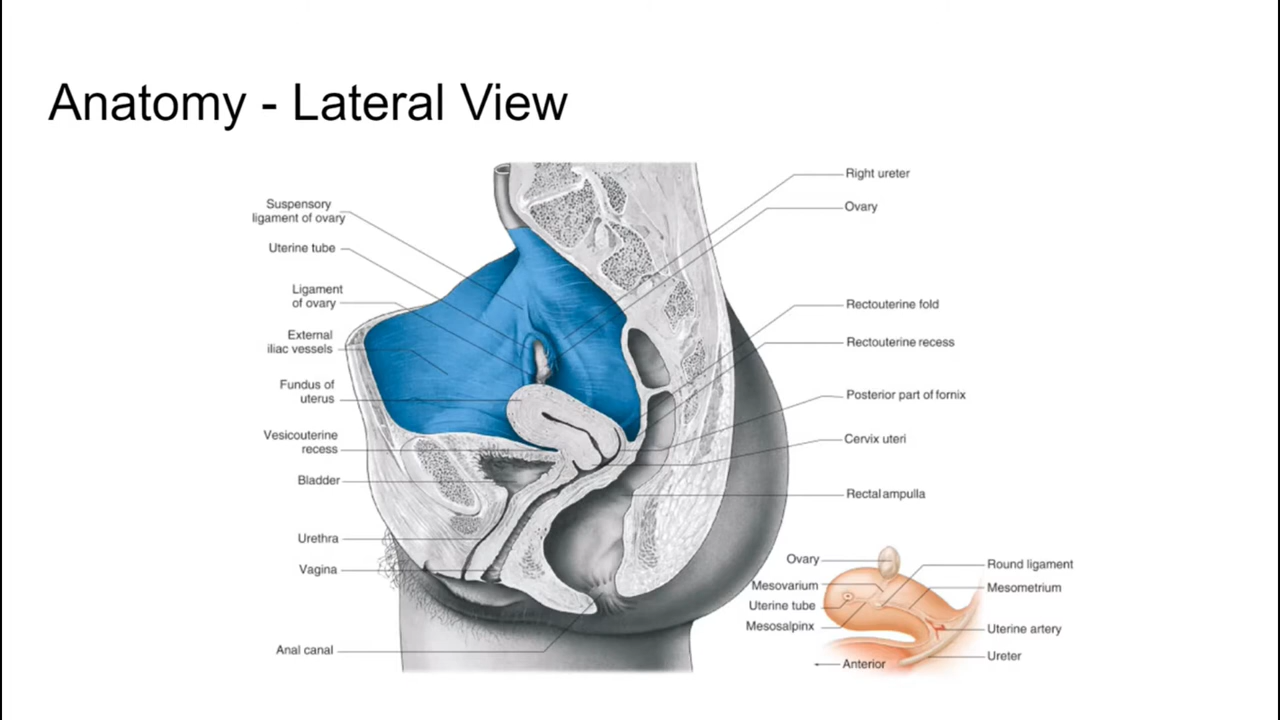 Anatomy - Lateral View
Suspensory
ligament of ovary
Uterine tube
Ligament
of ovary
External
iliac vessels
Fundus of
uterus
Vesicouterine
recess
Bladder
Urethra
Vagina
Anal canal
Right ureter
Ovary
Rectouterine fold
Rectouterine recess
Posterior part of fornix
Cervix uteri
Rectal ampulla
Ovary
Mesovarium
Uterine tube
Mesosalpinx
Anterior
Round ligament
Mesometrium
Uterine artery
Ureter